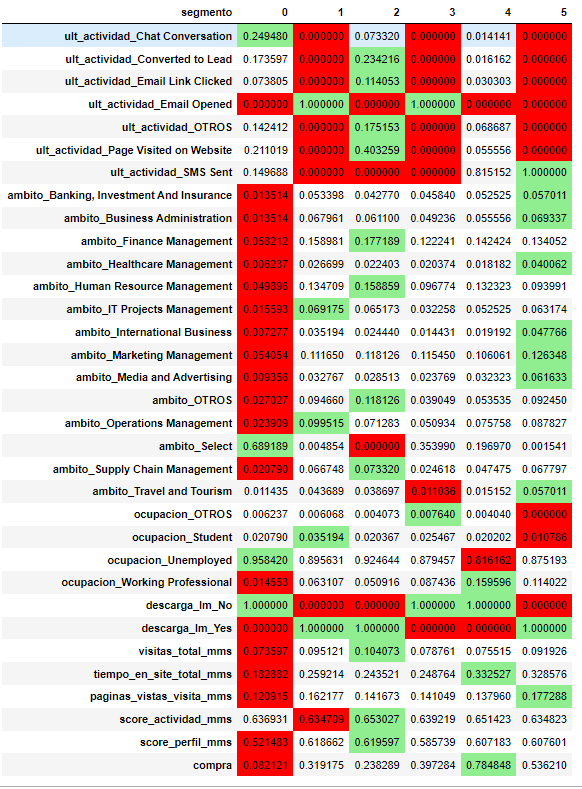 segmento 0 1 2 3 4 5
ult_actividad_Chat Conversation 0.249480 0.000000 0.073320 0.000000 0.014141 0.000000
ult_actividad_Converted to Lead 0.173597 0.000000 0.234216 0.000000 0.016162 0.000000
ult_actividad_Email Link Clicked 0.073805 0.000000 0.114053 0.000000 0.030303 0.000000
ult_actividad_Email Opened 0.000000 1.000000 0.000000 1.000000 0.000000 0.000000
ult_actividad_OTROS 0.142412 0.000000 0.175153 0.000000 0.068687 0.000000
ult_actividad_Page Visited on Website 0.211019 0.000000 0.403259 0.000000 0.055556 0.000000
ult_actividad_SMS Sent 0.149688 0.000000 0.000000 0.000000 0.815152 1.000000
ambito_Banking, Investment And Insurance 0.013514 0.053398 0.042770 0.045840 0.052525 0.057011
ambito_Business Administration 0.013514 0.067961 0.061100 0.049236 0.055556 0.069337
ambito_Finance Management 0.058212 0.158981 0.177189 0.122241 0.142424 0.134052
ambito_Healthcare Management 0.006237 0.026699 0.022403 0.020374 0.018182 0.040062
ambito_Human Resource Management 0.049896 0.134709 0.158859 0.096774 0.132323 0.093991
ambito_IT Projects Management 0.015593 0.069175 0.065173 0.032258 0.052525 0.063174
ambito_International Business 0.007277 0.035194 0.024440 0.014431 0.019192 0.047766
ambito_Marketing Management 0.054054 0.111650 0.118126 0.115450 0.106061 0.126348
ambito_Media and Advertising 0.009356 0.032767 0.028513 0.023769 0.032323 0.061633
ambito_OTROS 0.027027 0.094660 0.118126 0.039049 0.053535 0.092450
ambito_Operations Management 0.023909 0.099515 0.071283 0.050934 0.075758 0.087827
ambito_Select 0.689189 0.004854 0.000000 0.353990 0.196970 0.001541
ambito_Supply Chain Management 0.020790 0.066748 0.073320 0.024618 0.047475 0.067797
ambito_Travel and Tourism 0.011435 0.043689 0.038697 0.011036 0.015152 0.057011
ocupacion_OTROS 0.006237 0.006068 0.004073 0.007640 0.004040 0.000000
ocupacion_Student 0.020790 0.035194 0.020367 0.025467 0.020202 0.010786
ocupacion_Unemployed 0.958420 0.895631 0.924644 0.879457 0.816162 0.875193
ocupacion_Working Professional 0.014553 0.063107 0.050916 0.087436 0.159596 0.114022
descarga_lm_No 1.000000 0.000000 0.000000 1.000000 1.000000 0.000000
descarga_lm_Yes 0.000000 1.000000 1.000000 0.000000 0.000000 1.000000
visitas_total_mms 0.073597 0.095121 0.104073 0.078761 0.075515 0.091926
tiempo_en_site_total_mms 0.182882 0.259214 0.243521 0.248764 0.332527 0.328576
paginas_vistas_visita_mms 0.120915 0.162177 0.141673 0.141049 0.137960 0.177288
score_actividad_mms 0.636931 0.634709 0.653027 0.639219 0.651423 0.634823
score_perfil_mms 0.521483 0.618662 0.619597 0.585739 0.607183 0.607601
compra 0.082121 0.319175 0.238289 0.397284 0.784848 0.536210